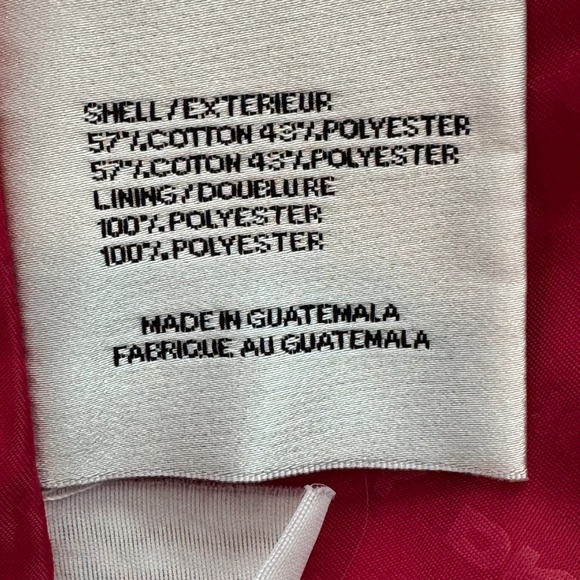 SHELL/EXTERIEUR
57%COTTON 43%POLYESTER
57%COTON 43%POLYESTER
LINING/DOUBLURE
100%POLYESTER
100%POLYESTER
MADE IN GUATEMALA
FABRIQUE AU GUATEMALA